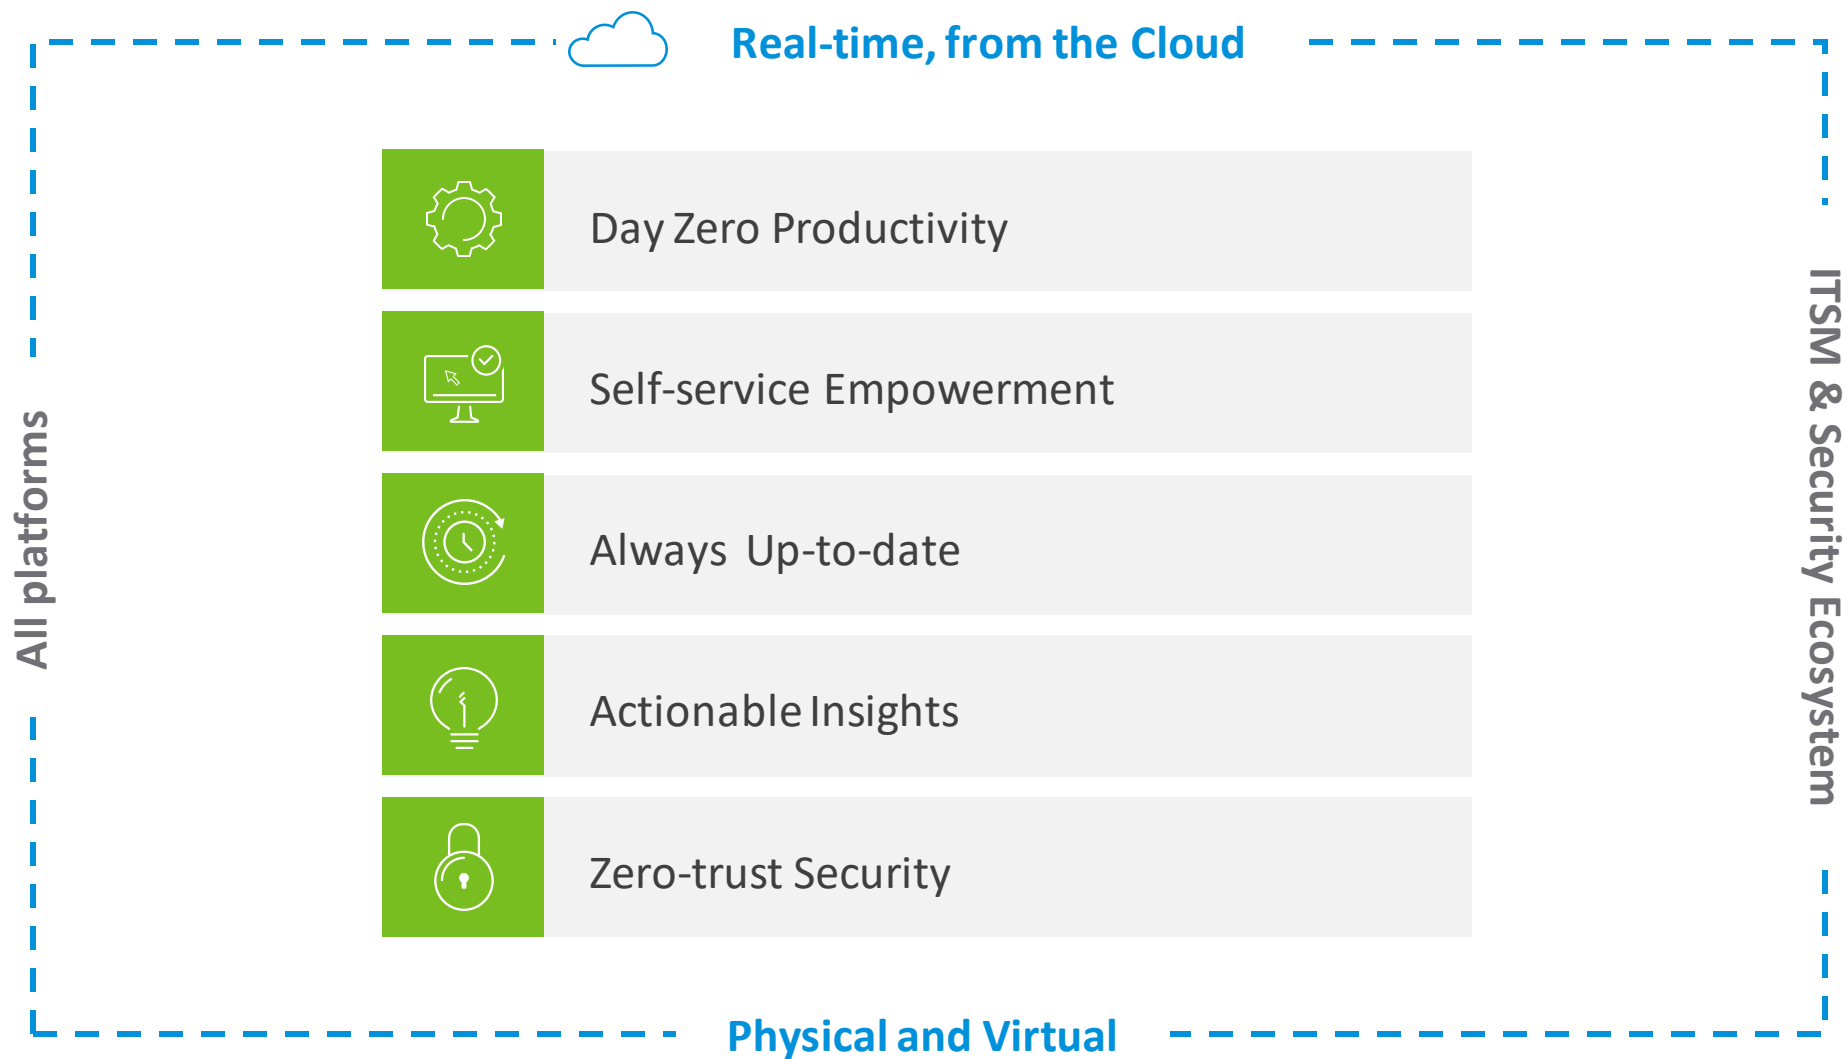 Real-time, from the Cloud
Day Zero Productivity
Self-service Empowerment
Always Up-to-date
Actionable Insights
Zero-trust Security
All platforms
ITSM & Security Ecosystem
Physical and Virtual